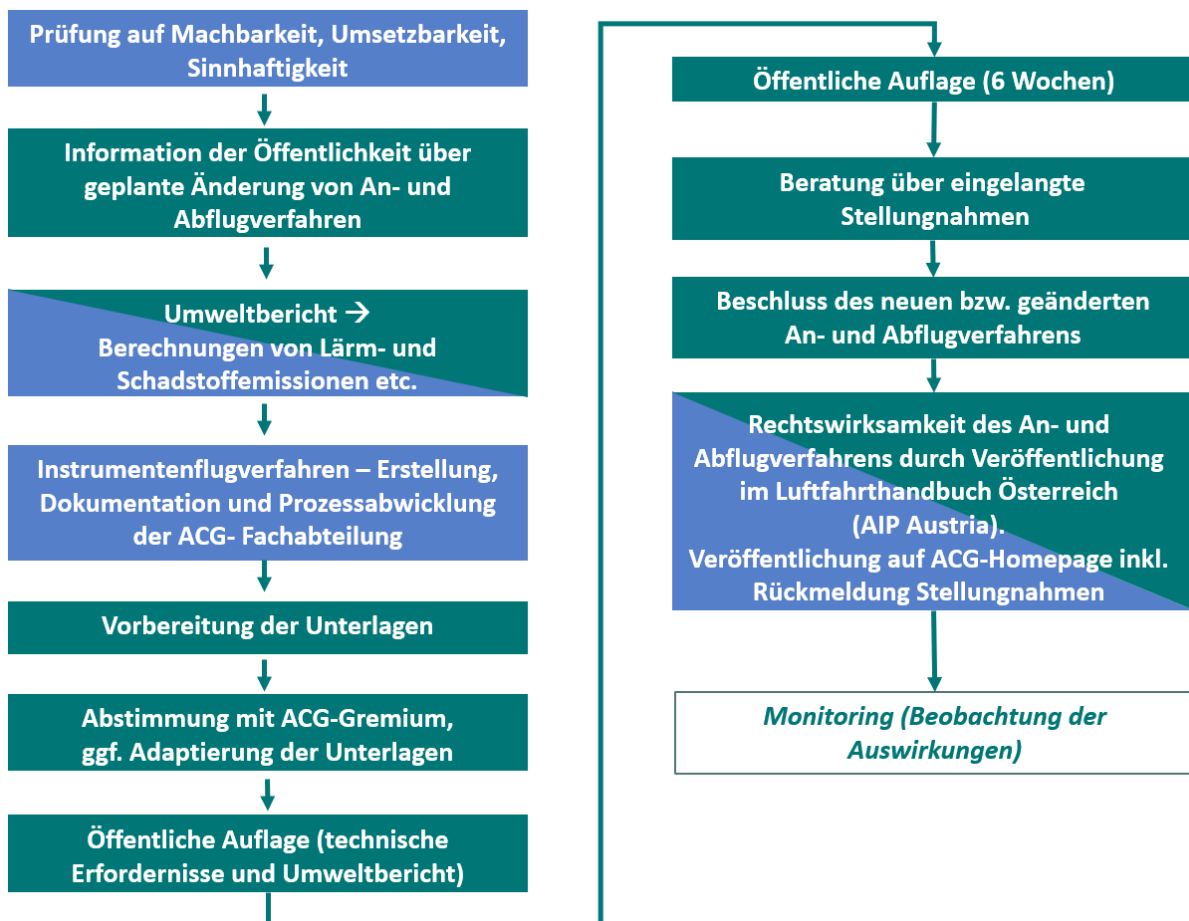 Prüfung auf Machbarkeit, Umsetzbarkeit,
Sinnhaftigkeit
Information der Öffentlichkeit über
geplante Änderung von An- und
Abflugverfahren
Umweltbericht →
Berechnungen von Lärm- und
Schadstoffemissionen etc.
Instrumentenflugverfahren – Erstellung,
Dokumentation und Prozessabwicklung
der ACG- Fachabteilung
Vorbereitung der Unterlagen
Abstimmung mit ACG-Gremium,
ggf. Adaptierung der Unterlagen
Öffentliche Auflage (technische
Erfordernisse und Umweltbericht)
Öffentliche Auflage (6 Wochen)
Beratung über eingelangte
Stellungnahmen
Beschluss des neuen bzw. geänderten
An- und Abflugverfahrens
Rechtswirksamkeit des An- und
Abflugverfahrens durch Veröffentlichung
im Luftfahrthandbuch Österreich
(AIP Austria).
Veröffentlichung auf ACG-Homepage inkl.
Rückmeldung Stellungnahmen
Monitoring (Beobachtung der
Auswirkungen)